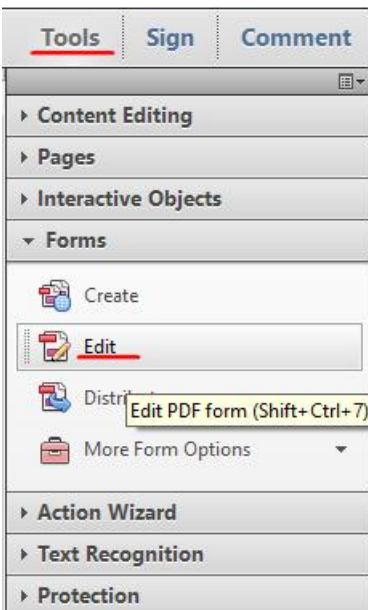 Tools Sign Comment
Content Editing
Pages
Interactive Objects
Forms
Create
Edit
Edit PDF form (Shift+Ctrl+7)
More Form Options
Action Wizard
Text Recognition
Protection